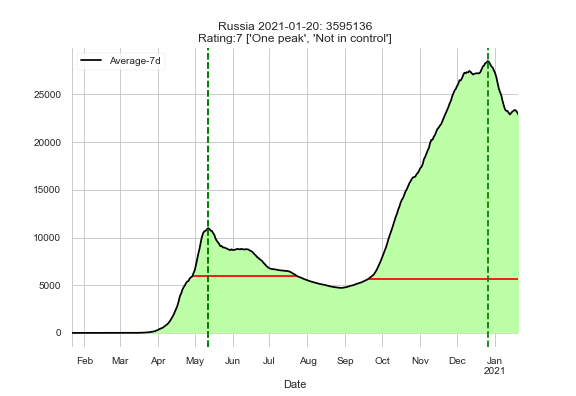 Russia 2021-01-20: 3595136
Rating:7 ['One peak', 'Not in control']
Average-7d
25000
20000
15000
10000
5000
0
Feb Mar Apr May Jun Jul Aug Sep Oct Nov Dec Jan
2021
Date